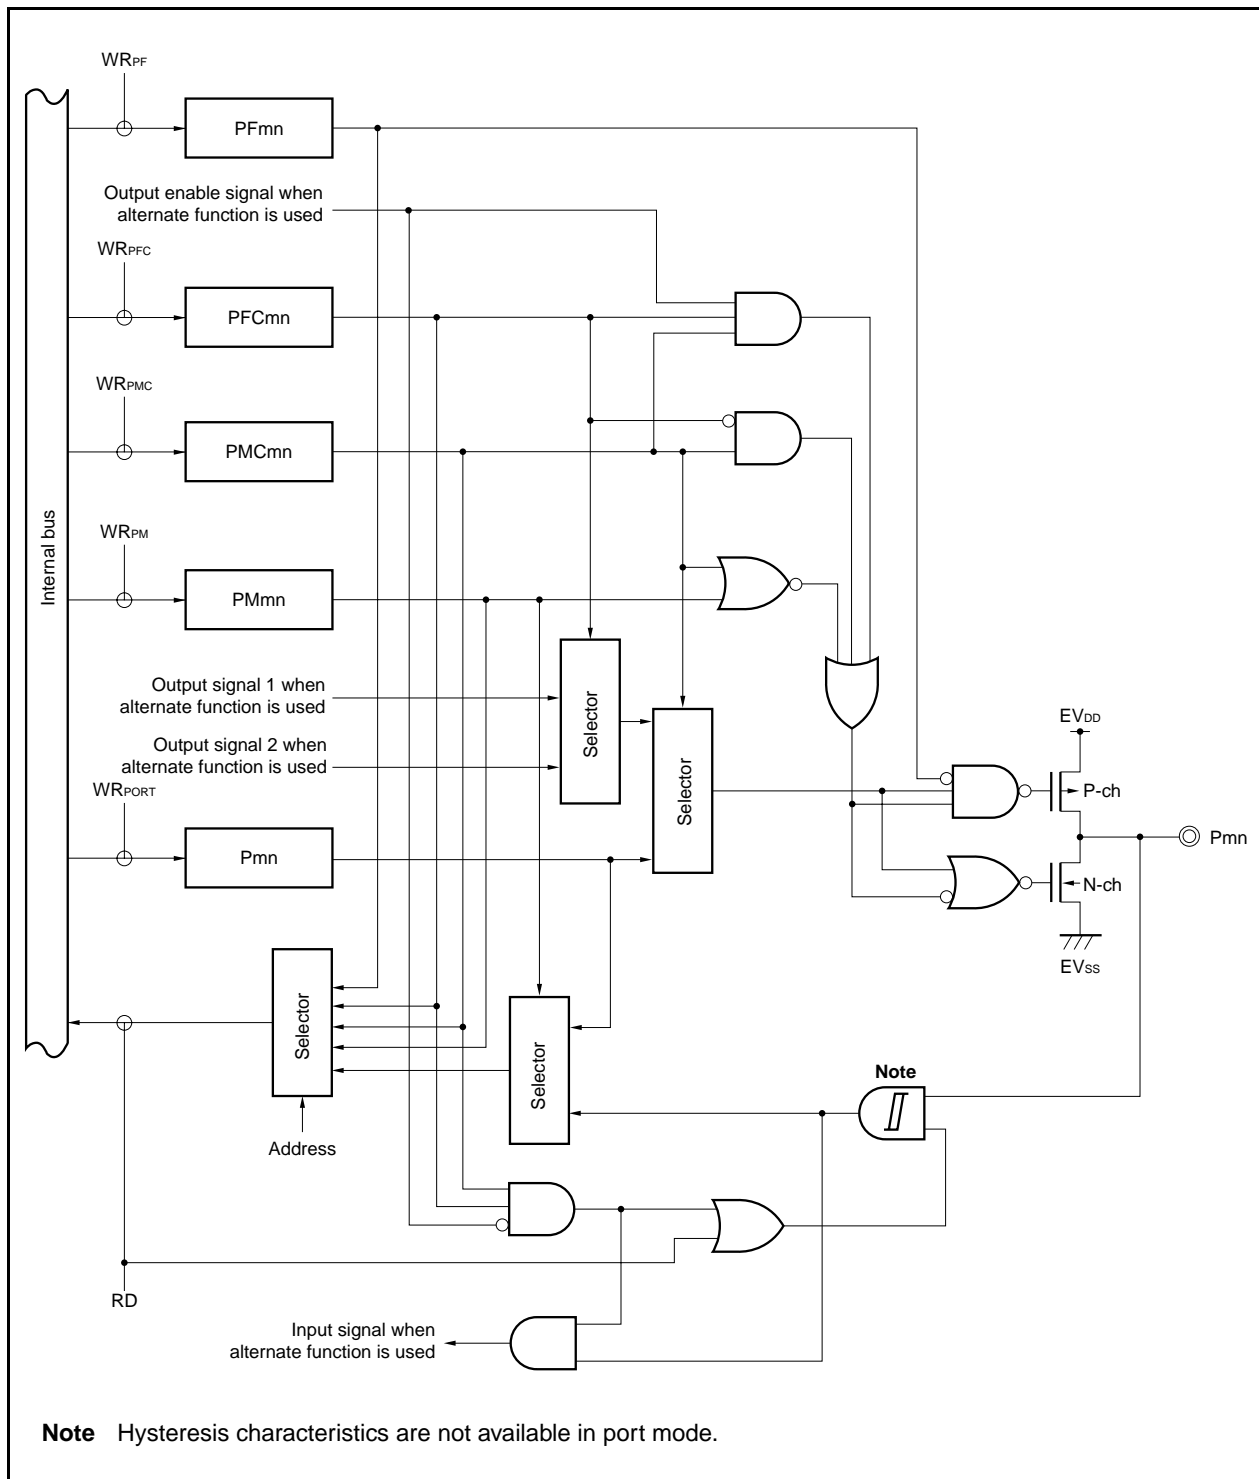 WRPF
PFmn
Output enable signal when
alternate function is used
WRPFC
PFCmn
WRPMC
PMCmn
Internal bus
WRPM
PMmn
Output signal 1 when
alternate function is used
Selector
Output signal 2 when
alternate function is used
Selector
EVDD
P-ch
WRPORT
Pmn
Pmn
N-ch
EVSS
Selector
Selector
Note
Address
RD
Input signal when
alternate function is used
Note Hysteresis characteristics are not available in port mode.